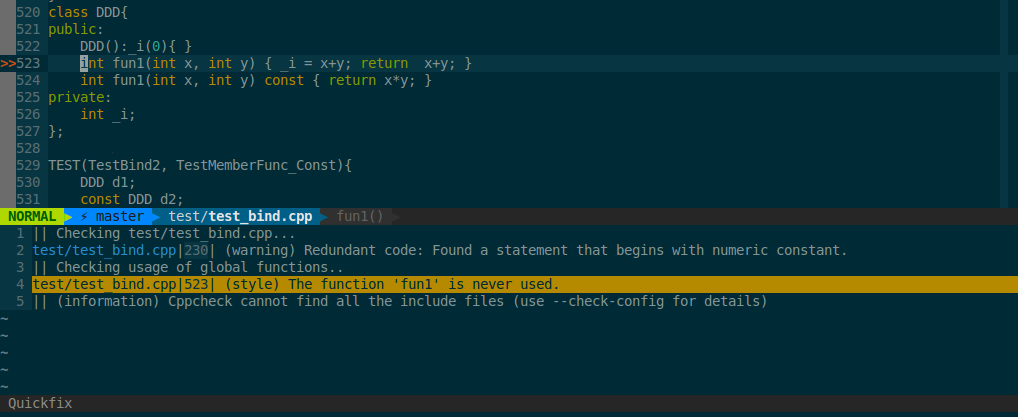 520 class DDD{
521 public:
522     DDD():_i(0){ }
>>523     int fun1(int x, int y) { _i = x+y; return  x+y; }
524     int fun1(int x, int y) const { return x*y; }
525 private:
526     int _i;
527 };
528
529 TEST(TestBind2, TestMemberFunc_Const){
530     DDD d1;
531     const DDD d2;
NORMAL ⚡ master test/test_bind.cpp fun1()
1 || Checking test/test_bind.cpp...
2 test/test_bind.cpp|230| (warning) Redundant code: Found a statement that begins with numeric constant.
3 || Checking usage of global functions..
4 test/test_bind.cpp|523| (style) The function 'fun1' is never used.
5 || (information) Cppcheck cannot find all the include files (use --check-config for details)
~
~
~
~
~
Quickfix